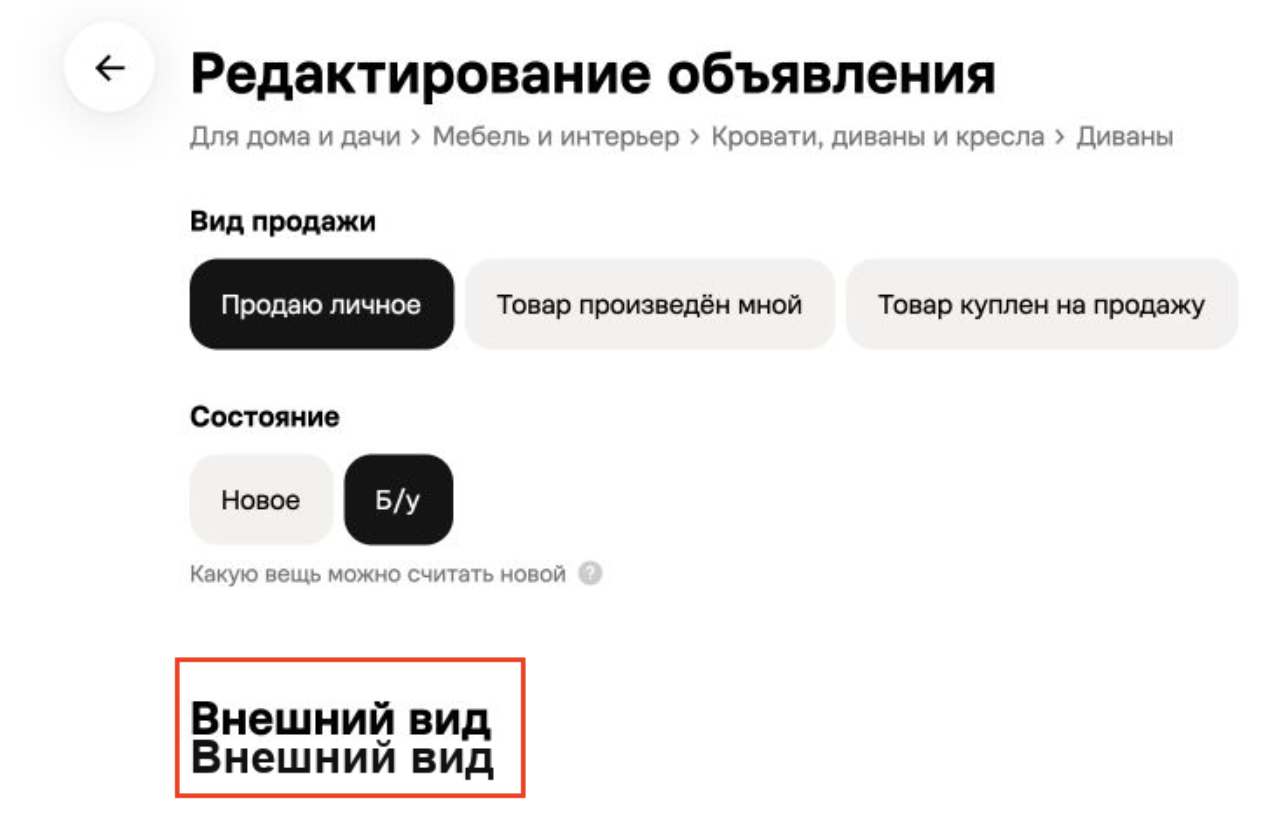 Редактирование объявления
Для дома и дачи > Мебель и интерьер > Кровати, диваны и кресла > Диваны
Вид продажи
Продаю личное Товар произведён мной Товар куплен на продажу
Состояние
Новое Б/у
Какую вещь можно считать новой ?
Внешний вид
Внешний вид